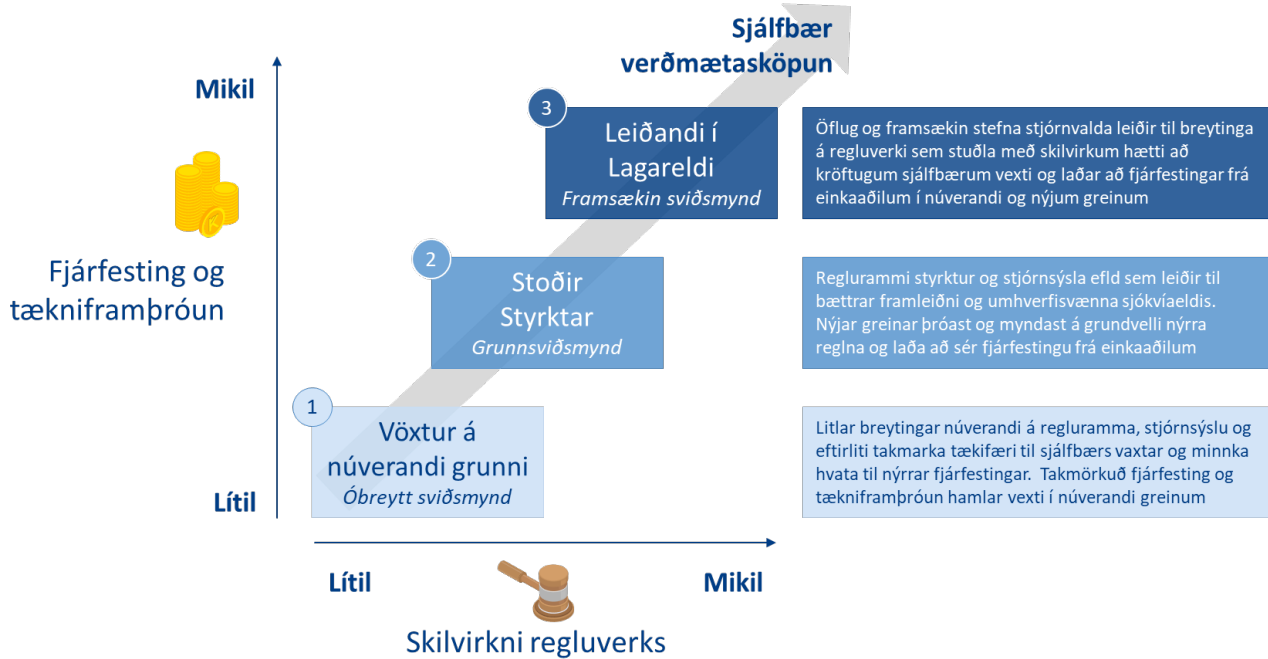 Sjálfbær
verðmætasköpun
Mikil
Fjárfesting og
tækniframþróun
Lítil
3
Leiðandi í
Lagareldi
Framsækin sviðsmynd
Öflug og framsækin stefna stjórnvalda leiðir til breytinga
á regluverki sem stuðla með skilvirkum hætti að
kröftugum sjálfbærum vexti og laðar að fjárfestingar frá
einkaaðilum í núverandi og nýjum greinum
2
Stoðir
Styrktar
Grunnsviðsmynd
Reglurammi styrktur og stjórnsýsla efld sem leiðir til
bættrar framleiðni og umhverfisvænna sjókvíaeldis.
Nýjar greinar þróast og myndast á grundvelli nýrra
reglna og laða að sér fjárfestingu frá einkaaðilum
1
Vöxtur á
núverandi grunni
Óbreytt sviðsmynd
Litlar breytingar núverandi á regluramma, stjórnsýslu og
eftirliti takmarka tækifæri til sjálfbærs vaxtar og minnka
hvata til nýrrar fjárfestingar. Takmörkuð fjárfesting og
tækniframþróun hamlar vexti í núverandi greinum
Lítil
Mikil
Skilvirkni regluverks